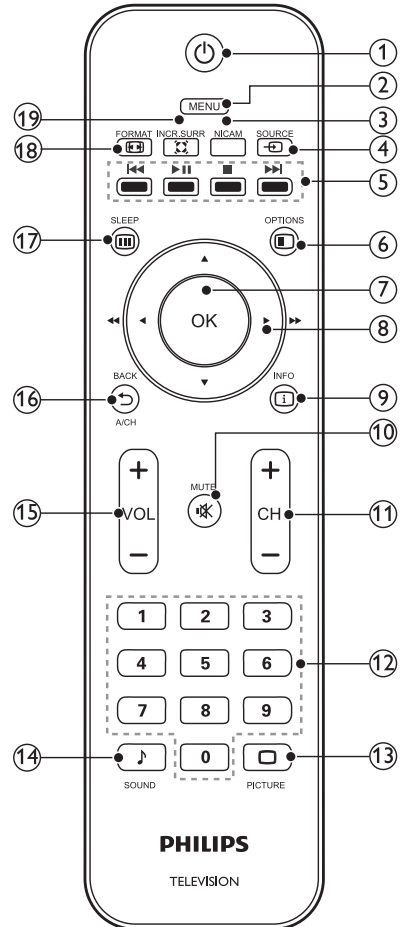 1
2
MENU
19
3
FORMAT INCR.SURR NICAM SOURCE
18
4
5
SLEEP
OPTIONS
17
6
7
OK
8
BACK
INFO
16
i
9
A/CH
10
+
MUTE
+
15
VOL
CH
11
–
–
1 2 3
4 5 6
12
7 8 9
14
0
13
SOUND
PICTURE
PHILIPS
TELEVISION